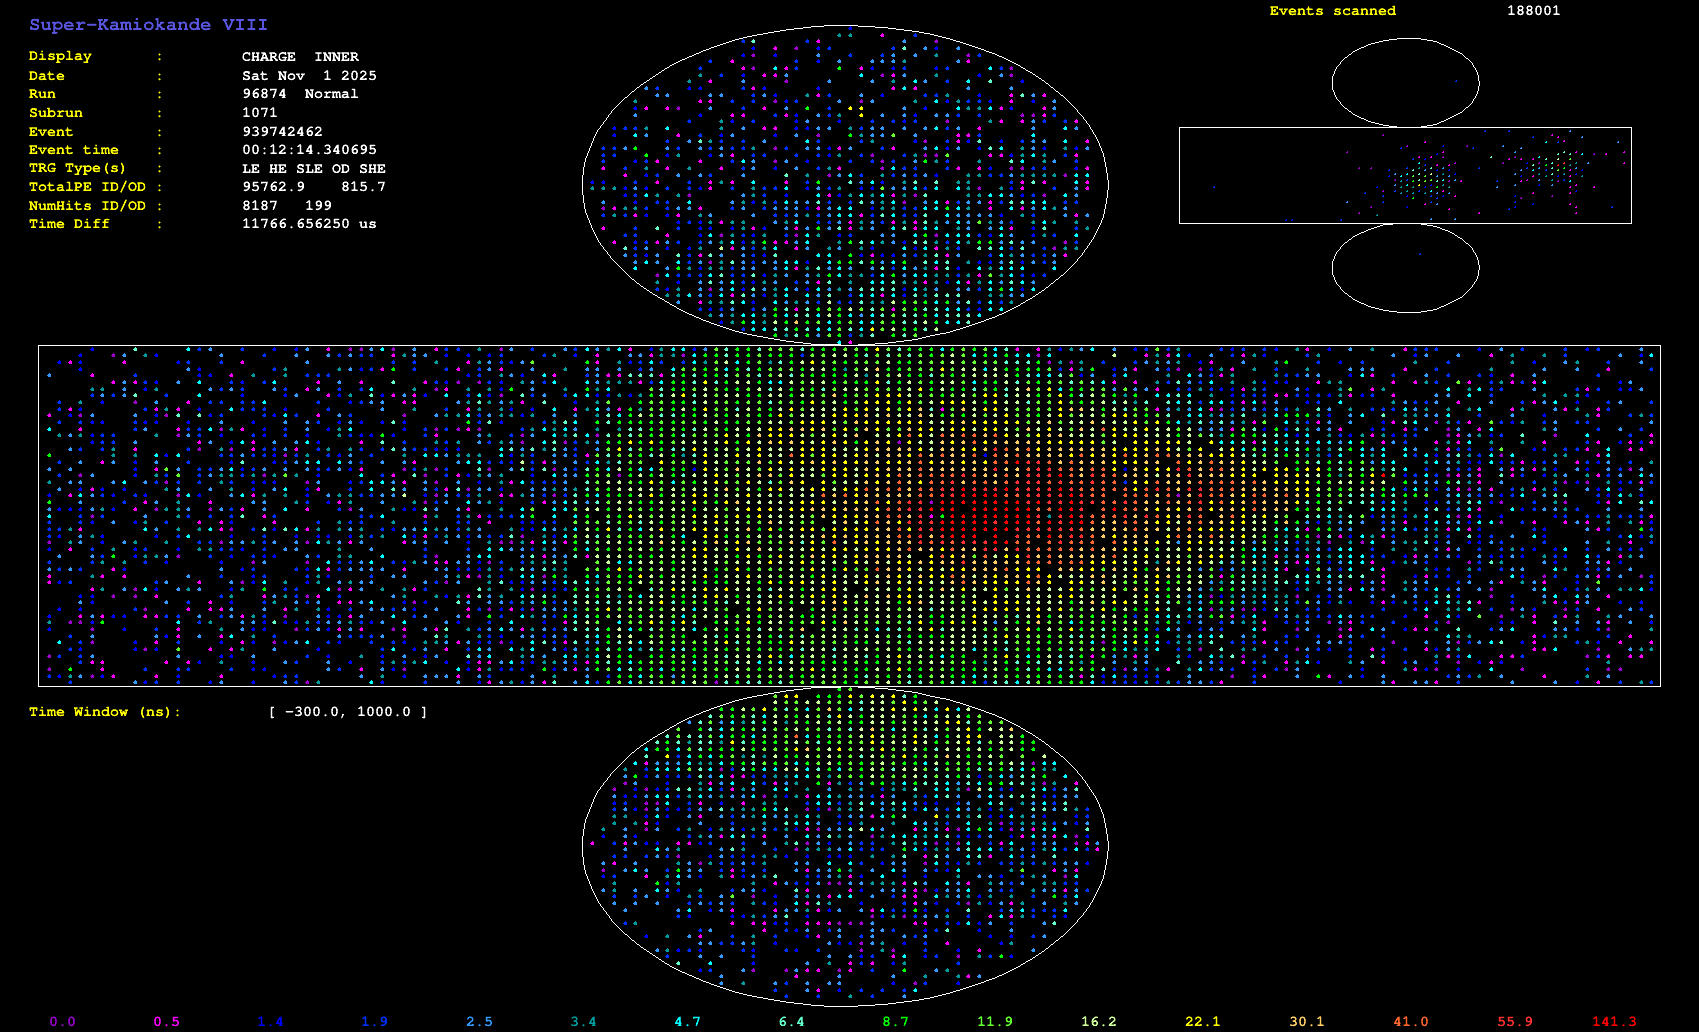 Super-Kamiokande VIII
Events scanned 188001
Display : CHARGE INNER
Date : Sat Nov 1 2025
Run : 96874 Normal
Subrun : 1071
Event : 939742462
Event time : 00:12:14.340695
TRG Type(s) : LE HE SLE OD SHE
TotalPE ID/OD : 95762.9 815.7
NumHits ID/OD : 8187 199
Time Diff : 11766.656250 us
Time Window (ns): [ -300.0, 1000.0 ]
0.0 0.5 1.4 1.9 2.5 3.4 4.7 6.4 8.7 11.9 16.2 22.1 30.1 41.0 55.9 141.3